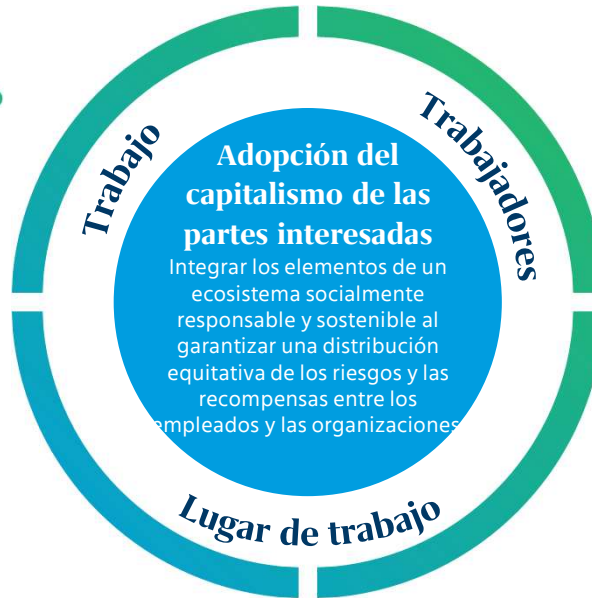 Trabajo
Trabajadores
Adopción del
capitalismo de las
partes interesadas
Integrar los elementos de un
ecosistema socialmente
responsable y sostenible al
garantizar una distribución
equitativa de los riesgos y las
recompensas entre los
empleados y las organizaciones
Lugar de trabajo